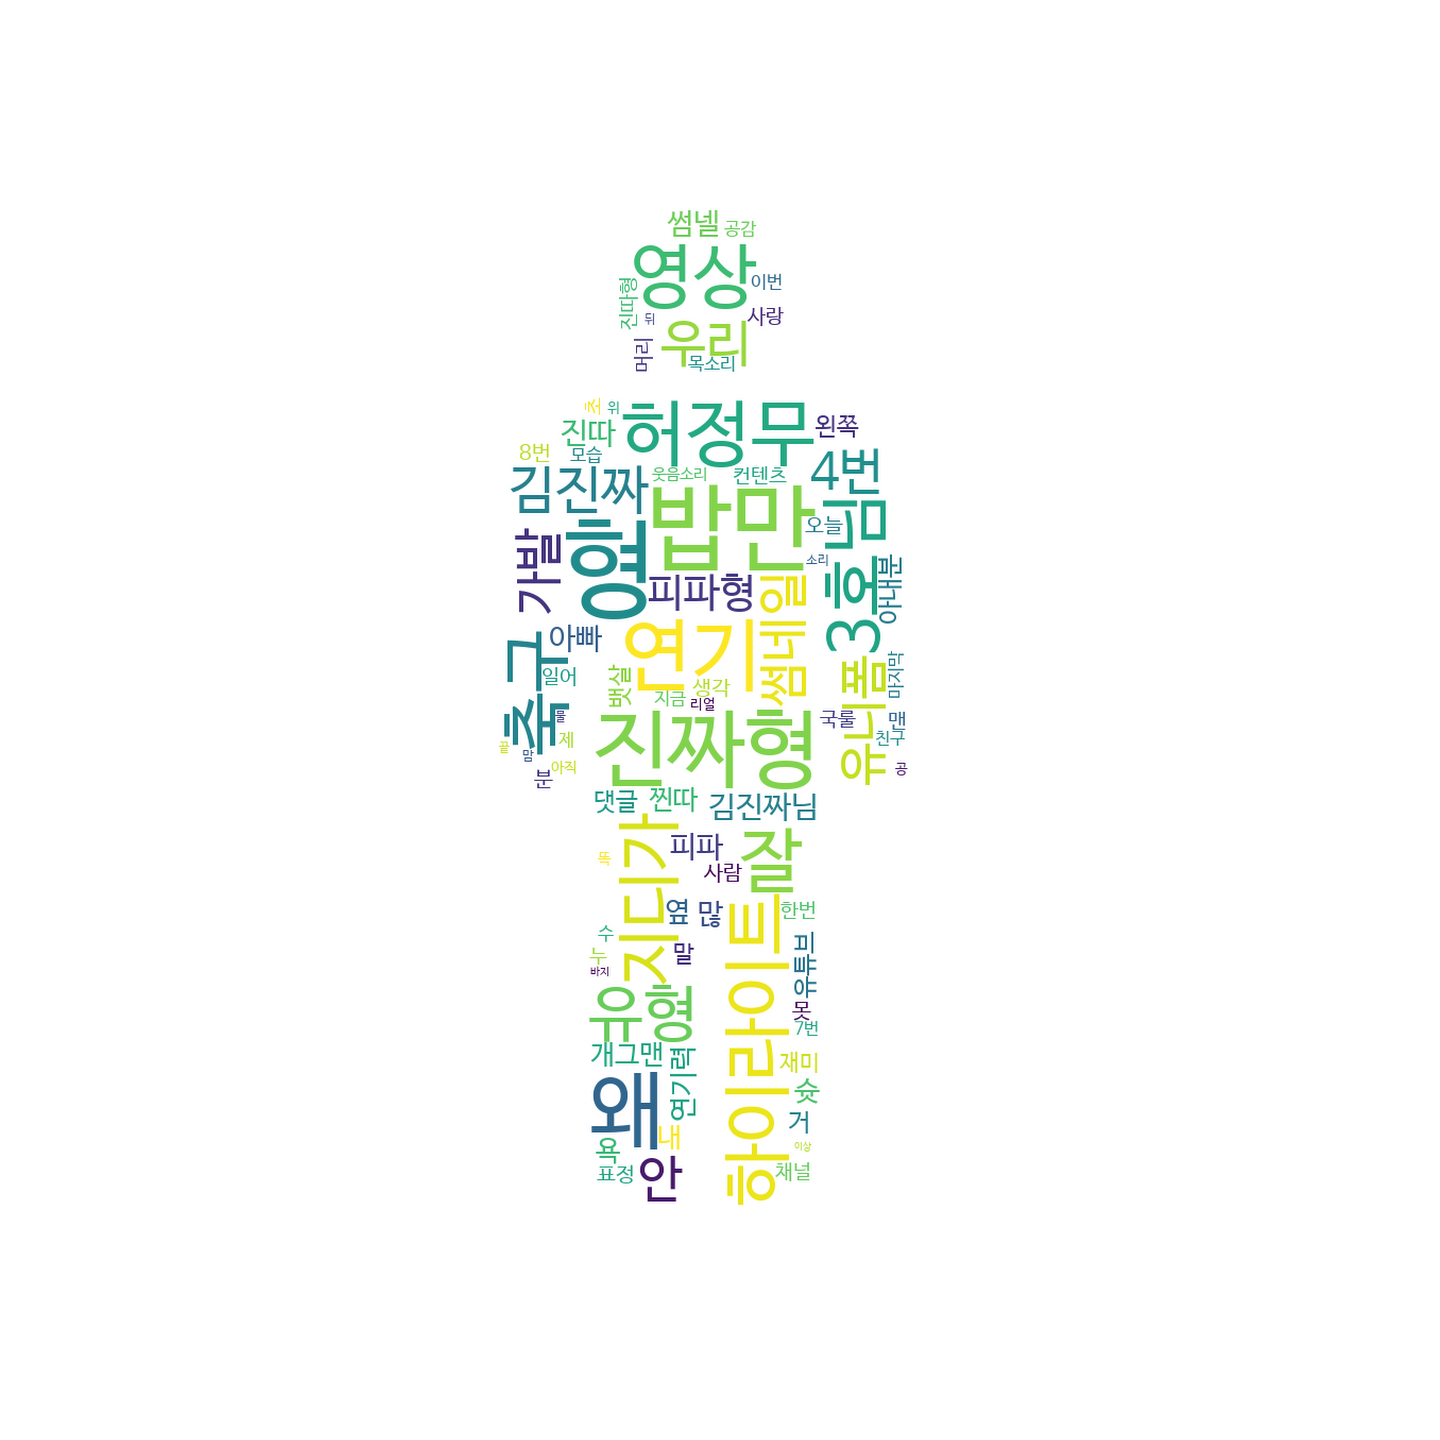 썸넬 공감
영상
이번
진따형
뒤
사랑
우리
머리
목소리
초 위
허정무
왼쪽
진따
8번
모습
웃음소리
컨텐츠
4번
김진짜
밥만
님
오늘
형
가발
소리
피파형
썸네일
3호
아내분
연기
아빠
축구
일어
뱃살
생각
지금
리얼
마지막
유니폼
진짜형
국룰
맨
친구
물
제
골
맘
아직
분
공
댓글
찐따
김진짜님
지디가
피파
잘
뚝
사람
옆
많
한번
수
누
말
바지
유튜브
못
7번
하이라이트
유형
개그맨
연기력
재미
슛
왜
거
내
욕
이상
표정
안
채널